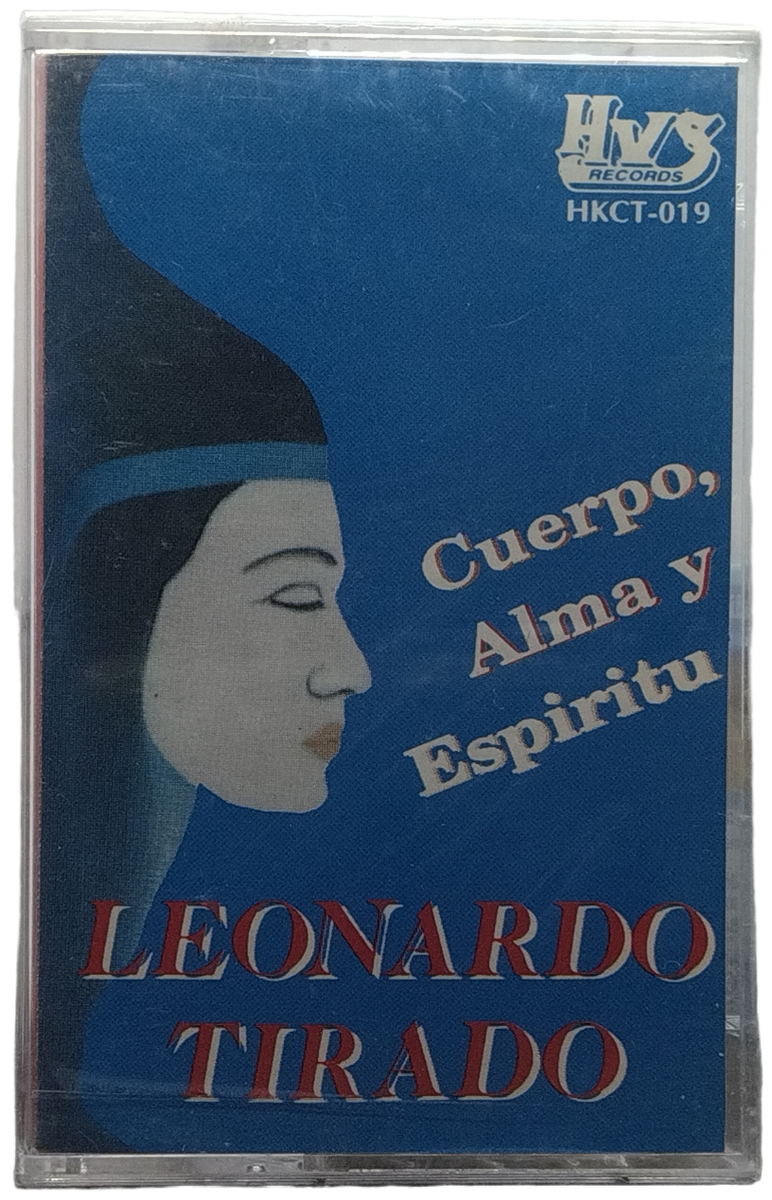 HVS
RECORDS
HKCT-019
Cuerpo,
Alma y
Espiritu
LEONARDO
TIRADO